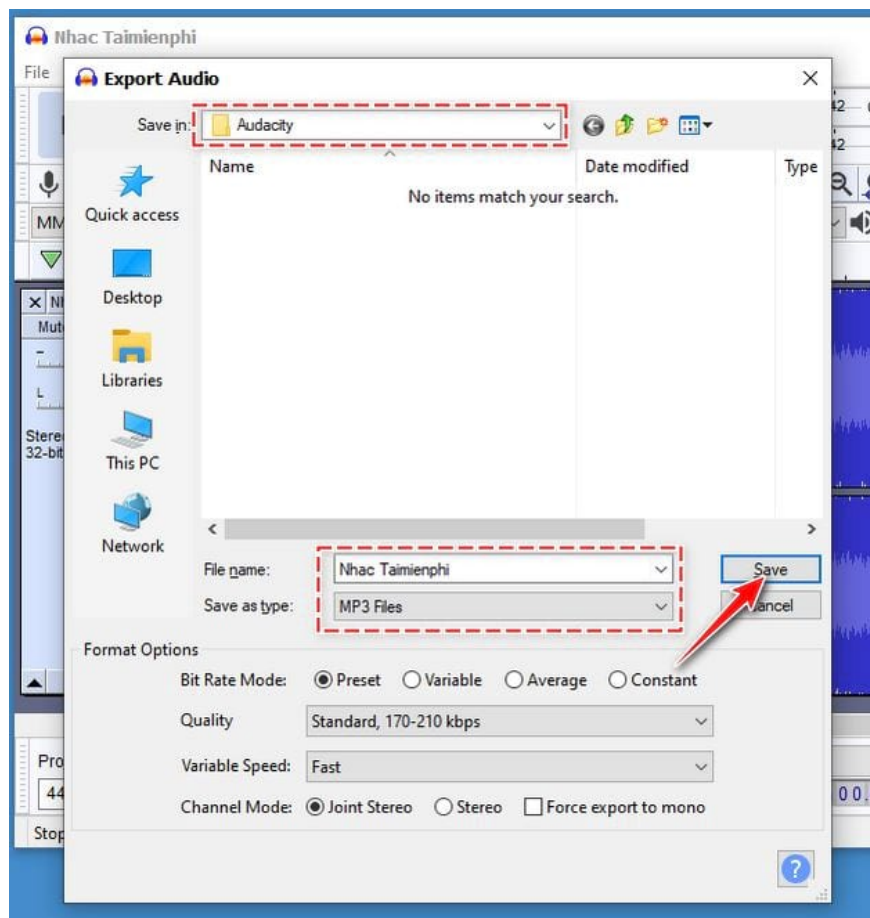 Nhac Taimienphi
File
Export Audio
Save in: Audacity
Name Date modified Type
No items match your search.
Quick access
Desktop
Libraries
This PC
Network
File name: Nhac Taimienphi Save
Save as type: MP3 Files
Format Options
Bit Rate Mode: Preset Variable Average Constant
Quality Standard, 170-210 kbps
Variable Speed: Fast
Channel Mode: Joint Stereo Stereo Force export to mono
L
32-bit